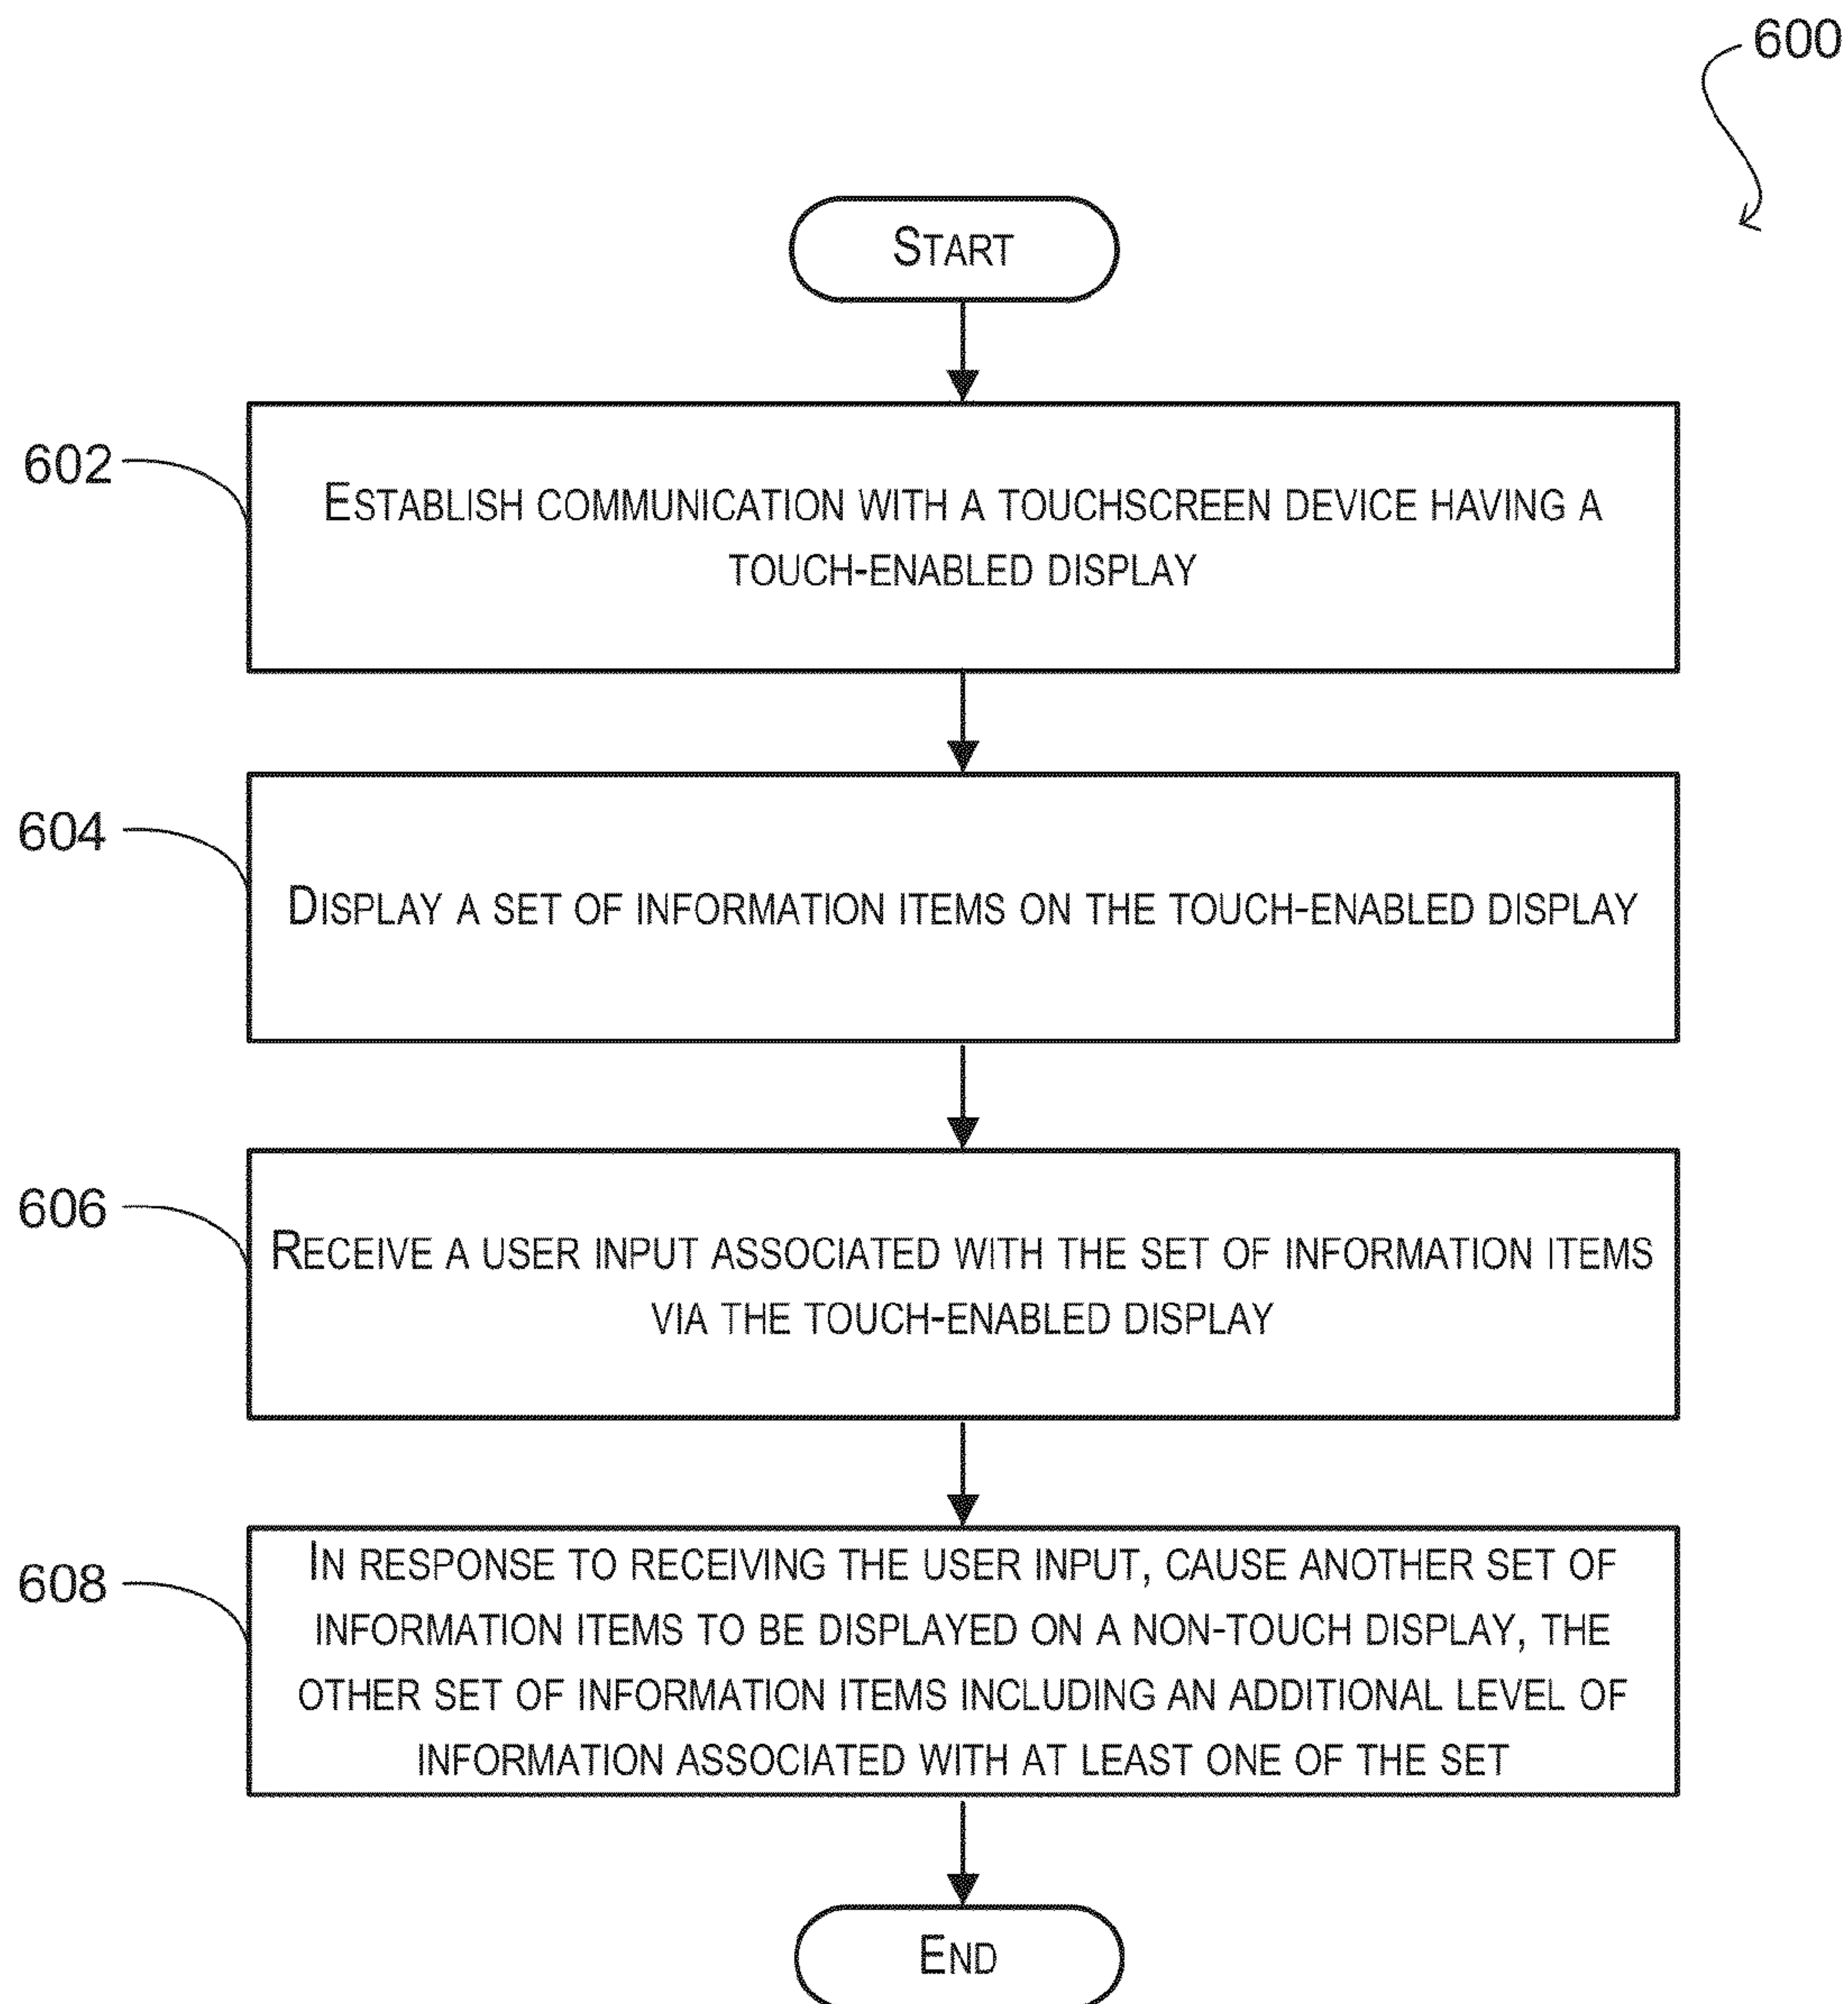 600
START
602
ESTABLISH COMMUNICATION WITH A TOUCHSCREEN DEVICE HAVING A
TOUCH-ENABLED DISPLAY
604
DISPLAY A SET OF INFORMATION ITEMS ON THE TOUCH-ENABLED DISPLAY
606
RECEIVE A USER INPUT ASSOCIATED WITH THE SET OF INFORMATION ITEMS
VIA THE TOUCH-ENABLED DISPLAY
608
IN RESPONSE TO RECEIVING THE USER INPUT, CAUSE ANOTHER SET OF
INFORMATION ITEMS TO BE DISPLAYED ON A NON-TOUCH DISPLAY, THE
OTHER SET OF INFORMATION ITEMS INCLUDING AN ADDITIONAL LEVEL OF
INFORMATION ASSOCIATED WITH AT LEAST ONE OF THE SET
END